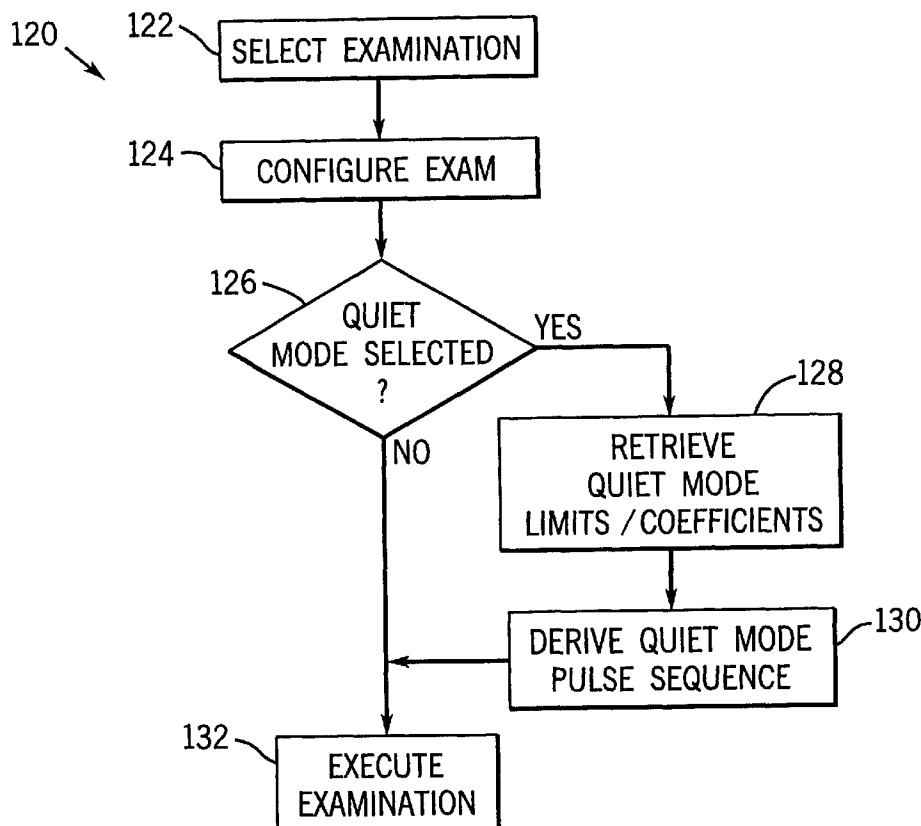 120
122
SELECT EXAMINATION
124
CONFIGURE EXAM
126
QUIET
MODE SELECTED
?
YES
NO
128
RETRIEVE
QUIET MODE
LIMITS / COEFFICIENTS
130
DERIVE QUIET MODE
PULSE SEQUENCE
132
EXECUTE
EXAMINATION